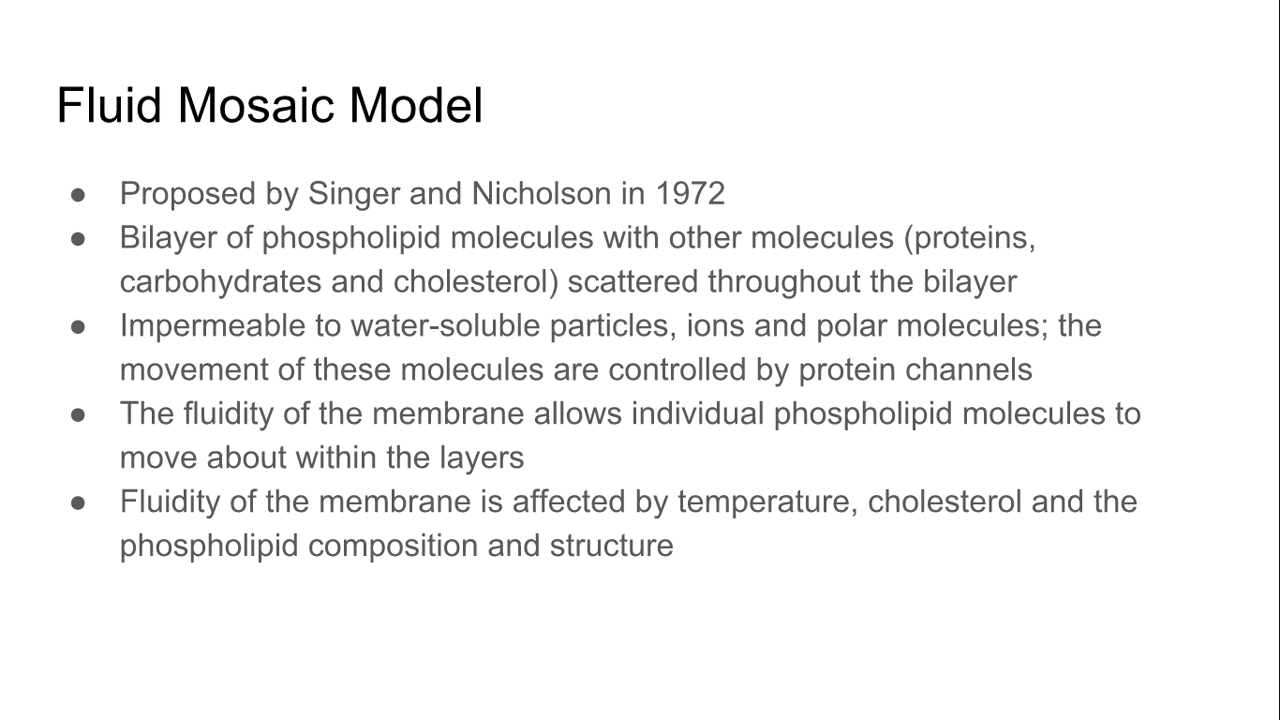 Fluid Mosaic Model
● Proposed by Singer and Nicholson in 1972
● Bilayer of phospholipid molecules with other molecules (proteins,
carbohydrates and cholesterol) scattered throughout the bilayer
● Impermeable to water-soluble particles, ions and polar molecules; the
movement of these molecules are controlled by protein channels
● The fluidity of the membrane allows individual phospholipid molecules to
move about within the layers
● Fluidity of the membrane is affected by temperature, cholesterol and the
phospholipid composition and structure